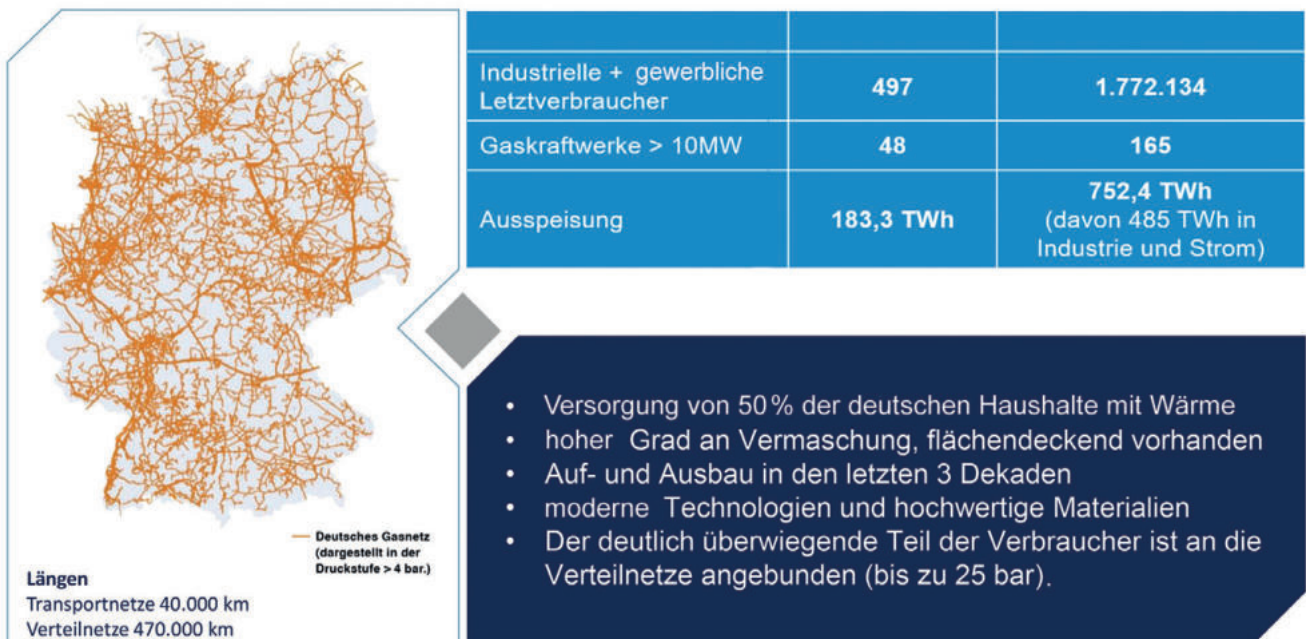 Industrielle + gewerbliche
Letztverbraucher
497
1.772.134
Gaskraftwerke > 10MW
48
165
Ausspeisung
183,3 TWh
752,4 TWh
(davon 485 TWh in
Industrie und Strom)
Deutsches Gasnetz
(dargestellt in der
Druckstufe > 4 bar.)
Längen
Transportnetze 40.000 km
Verteilnetze 470.000 km
• Versorgung von 50 % der deutschen Haushalte mit Wärme
• hoher Grad an Vermaschung, flächendeckend vorhanden
• Auf- und Ausbau in den letzten 3 Dekaden
• moderne Technologien und hochwertige Materialien
• Der deutlich überwiegende Teil der Verbraucher ist an die
Verteilnetze angebunden (bis zu 25 bar).